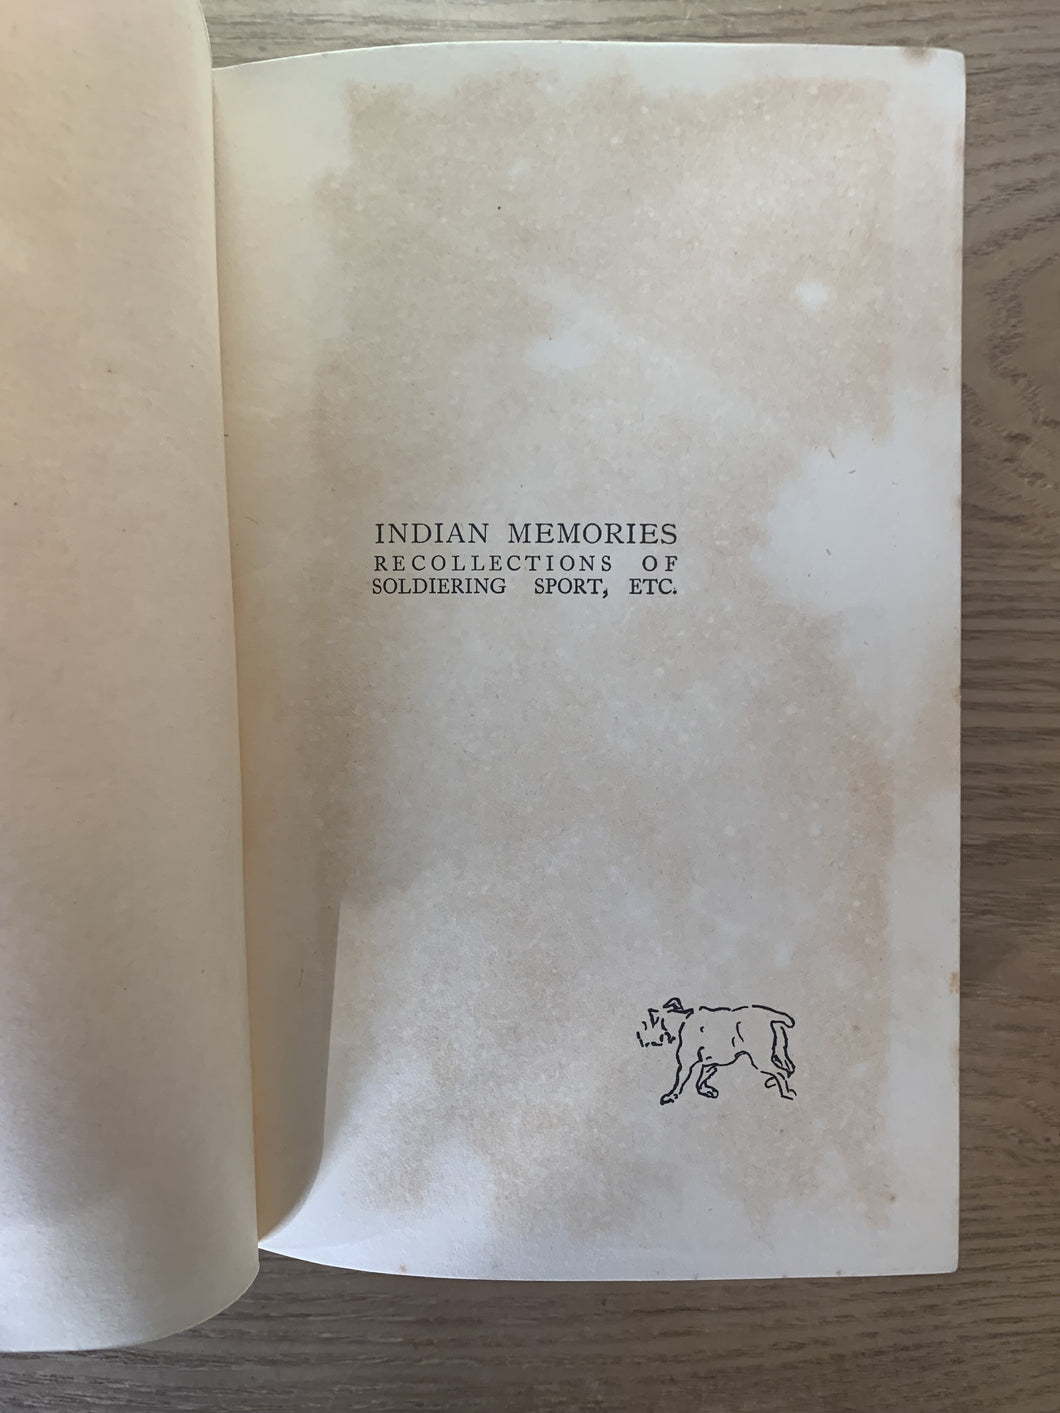 INDIAN MEMORIES
RECOLLECTIONS OF
SOLDIERING SPORT, ETC.